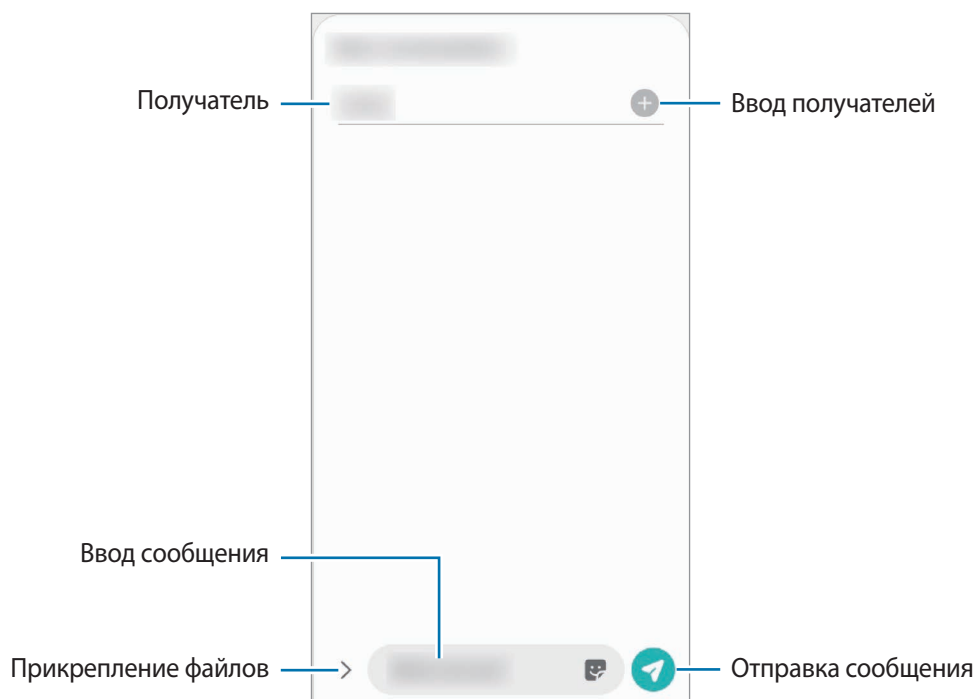 Получатель
Ввод получателей
Ввод сообщения
Прикрепление файлов
Отправка сообщения